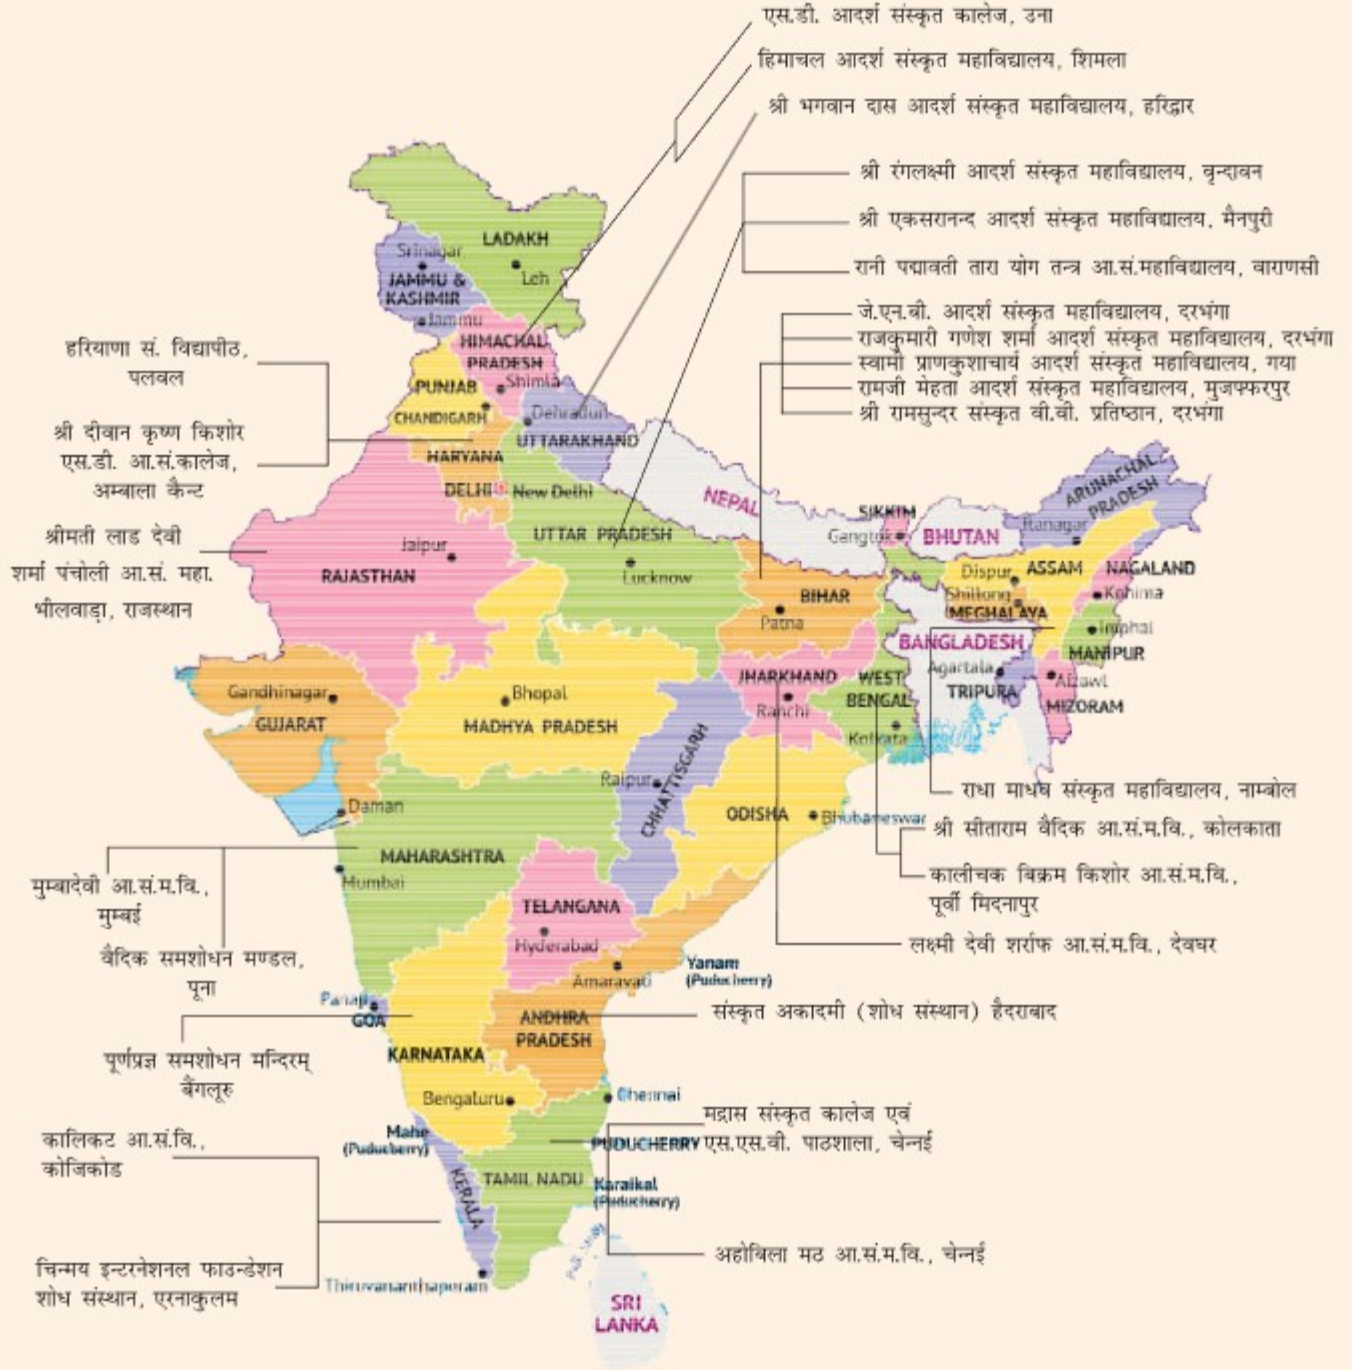 एस.डी. आदर्श संस्कृत कालेज, उना
हिमाचल आदर्श संस्कृत महाविद्यालय, शिमला
श्री भगवान दास आदर्श संस्कृत महाविद्यालय, हरिद्वार
श्री रंगलक्ष्मी आदर्श संस्कृत महाविद्यालय, वृन्दावन
श्री एकसरानन्द आदर्श संस्कृत महाविद्यालय, मैनपुरी
रानी पद्मावती तारा योग तन्त्र आ.सं.महाविद्यालय, वाराणसी
जे.एन.बी. आदर्श संस्कृत महाविद्यालय, दरभंगा
राजकुमारी गणेश शर्मा आदर्श संस्कृत महाविद्यालय, दरभंगा
स्वामी प्राणकुशाचार्य आदर्श संस्कृत महाविद्यालय, गया
रामजी मेहता आदर्श संस्कृत महाविद्यालय, मुजफ्फरपुर
श्री रामसुन्दर संस्कृत वी.वी. प्रतिष्ठान, दरभंगा
हरियाणा सं. विद्यापीठ,
पलवल
श्री दीवान कृष्ण किशोर
एस.डी. आ.सं.कालेज,
अम्बाला कैन्ट
श्रीमती लाड देवी
शर्मा पंचोली आ.सं. महा.
भीलवाड़ा, राजस्थान
LADAKH
Srinagar
Leh
JAMMU &
KASHMIR
Jammu
HIMACHAL
PRADESH
Shimla
PUNJAB
CHANDIGARH
Dehradun
UTTARAKHAND
HARYANA
DELHI
New Delhi
NEPAL
SIKKIM
Gangtok
BHUTAN
ARUNACHAL
PRADESH
Itanagar
UTTAR PRADESH
Lucknow
Jaipur
RAJASTHAN
Dispur
ASSAM
NAGALAND
Shillong
Kohima
MEGHALAYA
BIHAR
Patna
Imphal
BANGLADESH
MANIPUR
Agartala
Aizawl
TRIPURA
MIZORAM
JHARKHAND
Ranchi
WEST
BENGAL
Kolkata
Gandhinagar
GUJARAT
Bhopal
MADHYA PRADESH
Raipur
CHHATTISGARH
Daman
ODISHA
Bhubaneswar
MAHARASHTRA
Mumbai
TELANGANA
Hyderabad
Amaravati
Yanam
(Puducherry)
Panaji
GOA
ANDHRA
PRADESH
KARNATAKA
Bengaluru
Chennai
Mahe
(Puducherry)
PUDUCHERRY
KERALA
TAMIL NADU
Karaikal
(Puducherry)
Thiruvananthapuram
SRI
LANKA
राधा माधव संस्कृत महाविद्यालय, नाम्बोल
श्री सीताराम वैदिक आ.सं.म.वि., कोलकाता
कालीचक बिक्रम किशोर आ.सं.म.वि.,
पूर्वी मिदनापुर
लक्ष्मी देवी शर्राफ आ.सं.म.वि., देवघर
मुम्बादेवी आ.सं.म.वि.,
मुम्बई
वैदिक समशोधन मण्डल,
पूना
संस्कृत अकादमी (शोध संस्थान) हैदराबाद
पूर्णप्रज्ञ समशोधन मन्दिरम्
बैंगलूरु
मद्रास संस्कृत कालेज एवं
एस.एस.वी. पाठशाला, चेन्नई
कालिकट आ.सं.वि.,
कोजिकोड
अहोबिला मठ आ.सं.म.वि., चेन्नई
चिन्मय इन्टरनेशनल फाउन्डेशन
शोध संस्थान, एरनाकुलम